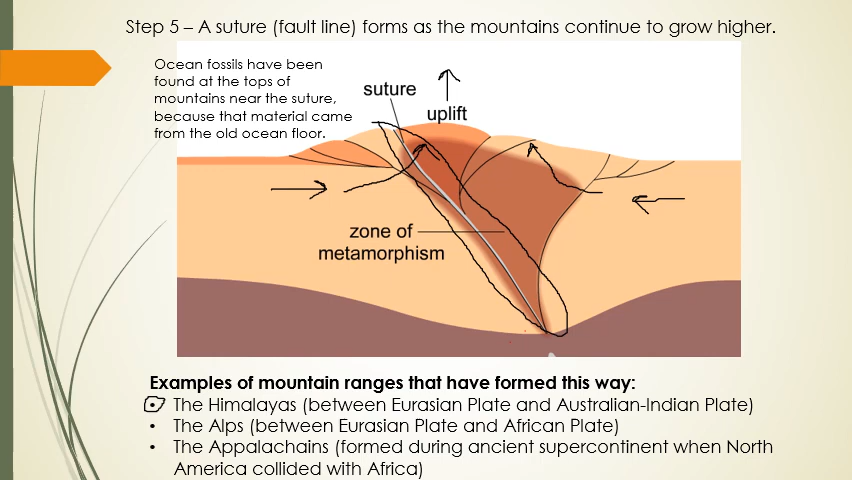 Step 5 – A suture (fault line) forms as the mountains continue to grow higher.
Ocean fossils have been
found at the tops of
mountains near the suture,
because that material came
from the old ocean floor.
suture
uplift
zone of
metamorphism
Examples of mountain ranges that have formed this way:
The Himalayas (between Eurasian Plate and Australian-Indian Plate)
• The Alps (between Eurasian Plate and African Plate)
• The Appalachains (formed during ancient supercontinent when North
America collided with Africa)